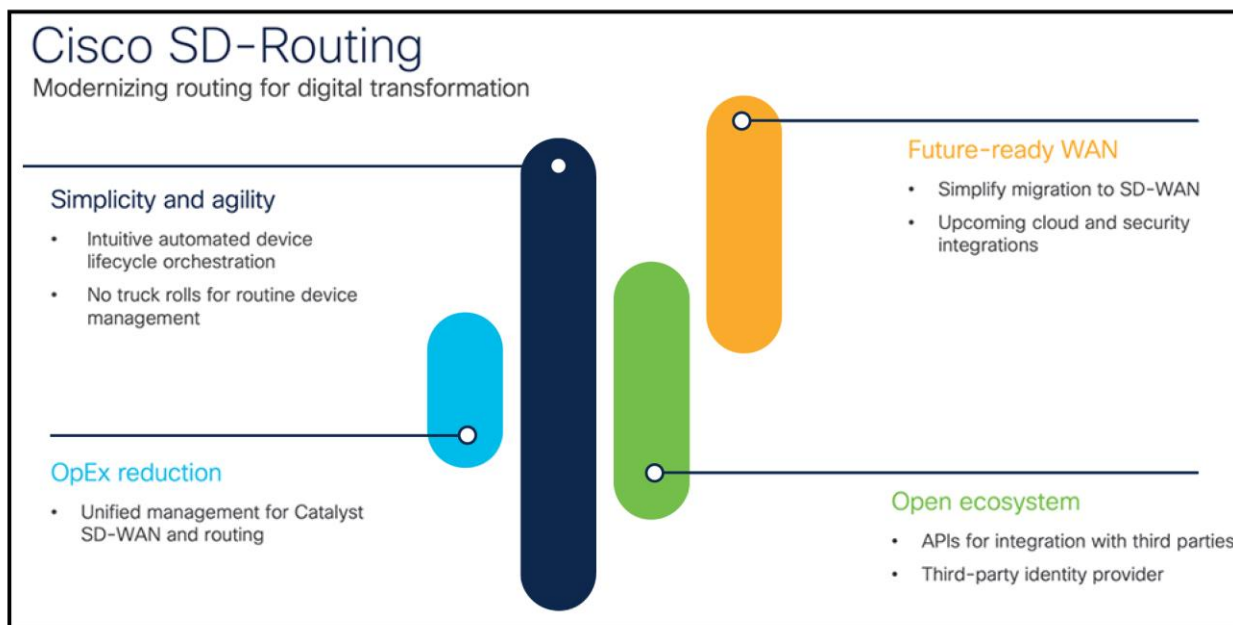 Cisco SD-Routing
Modernizing routing for digital transformation
Simplicity and agility
• Intuitive automated device
lifecycle orchestration
• No truck rolls for routine device
management
OpEx reduction
• Unified management for Catalyst
SD-WAN and routing
Future-ready WAN
• Simplify migration to SD-WAN
• Upcoming cloud and security
integrations
Open ecosystem
• APIs for integration with third parties
• Third-party identity provider